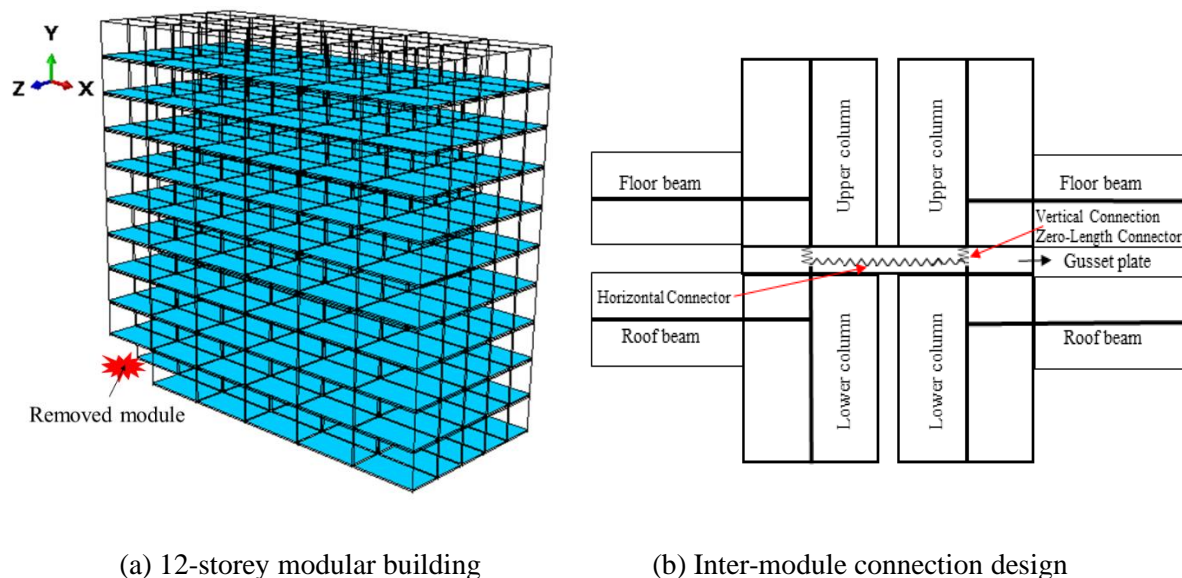 Y
Z
X
Removed module
Upper column
Upper column
Floor beam
Floor beam
Vertical Connection
Zero-Length Connector
Gusset plate
Horizontal Connector
Roof beam
Roof beam
Lower column
Lower column
(a) 12-storey modular building
(b) Inter-module connection design